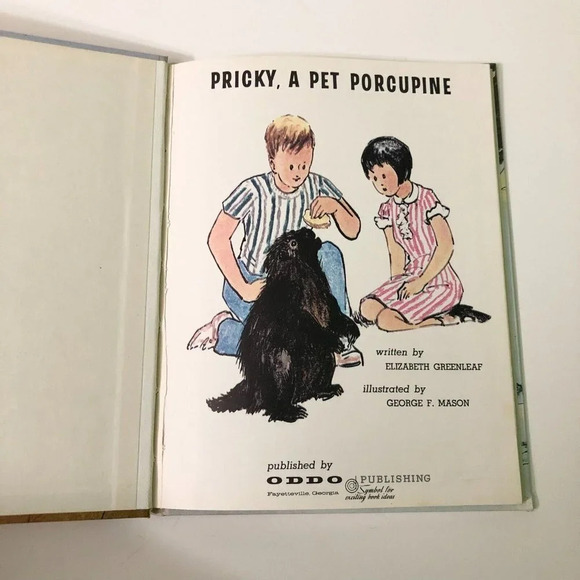 PRICKY, A PET PORCUPINE
written by
ELIZABETH GREENLEAF
illustrated by
GEORGE F. MASON
published by
ODDO PUBLISHING
Fayetteville, Georgia
Symbol for
exciting book ideas